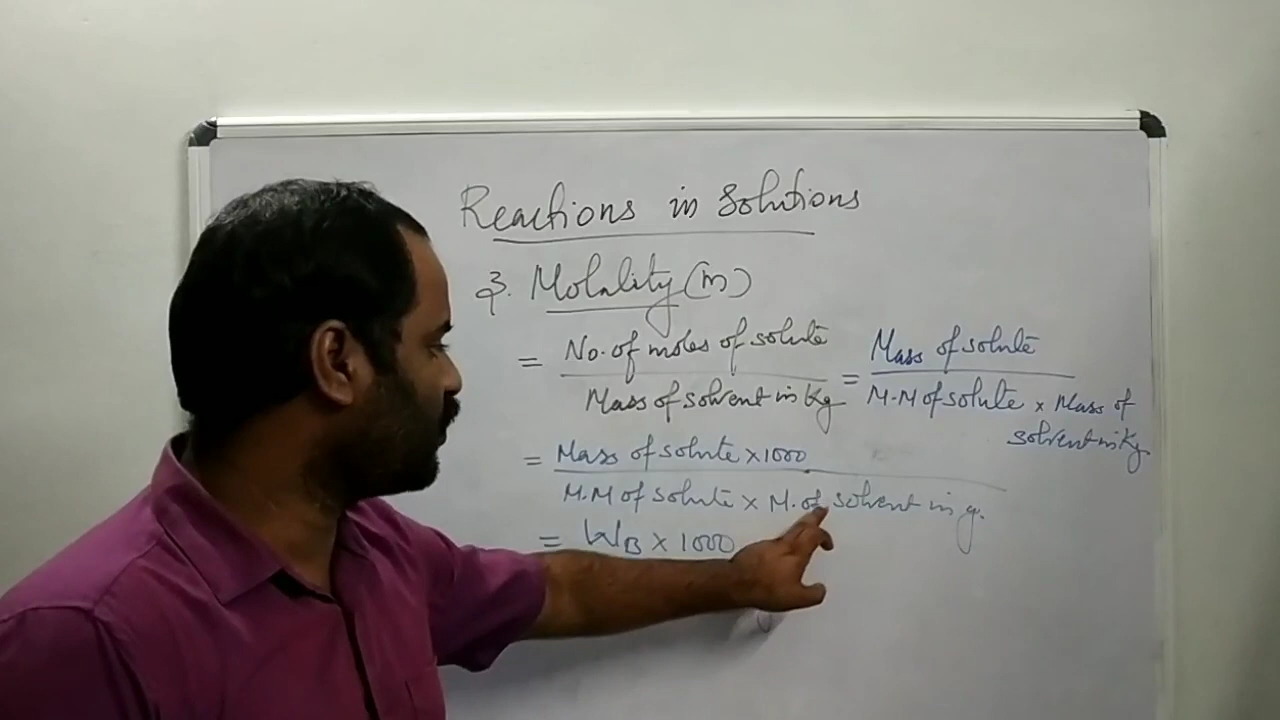 Reactions in Solutions
3. Molality (m)
= No. of moles of solute / Mass of solvent in Kg = Mass of solute / M.M of solute × Mass of solvent in Kg
= Mass of solute × 1000 / M.M of solute × M. of solvent in g.
= WB × 1000